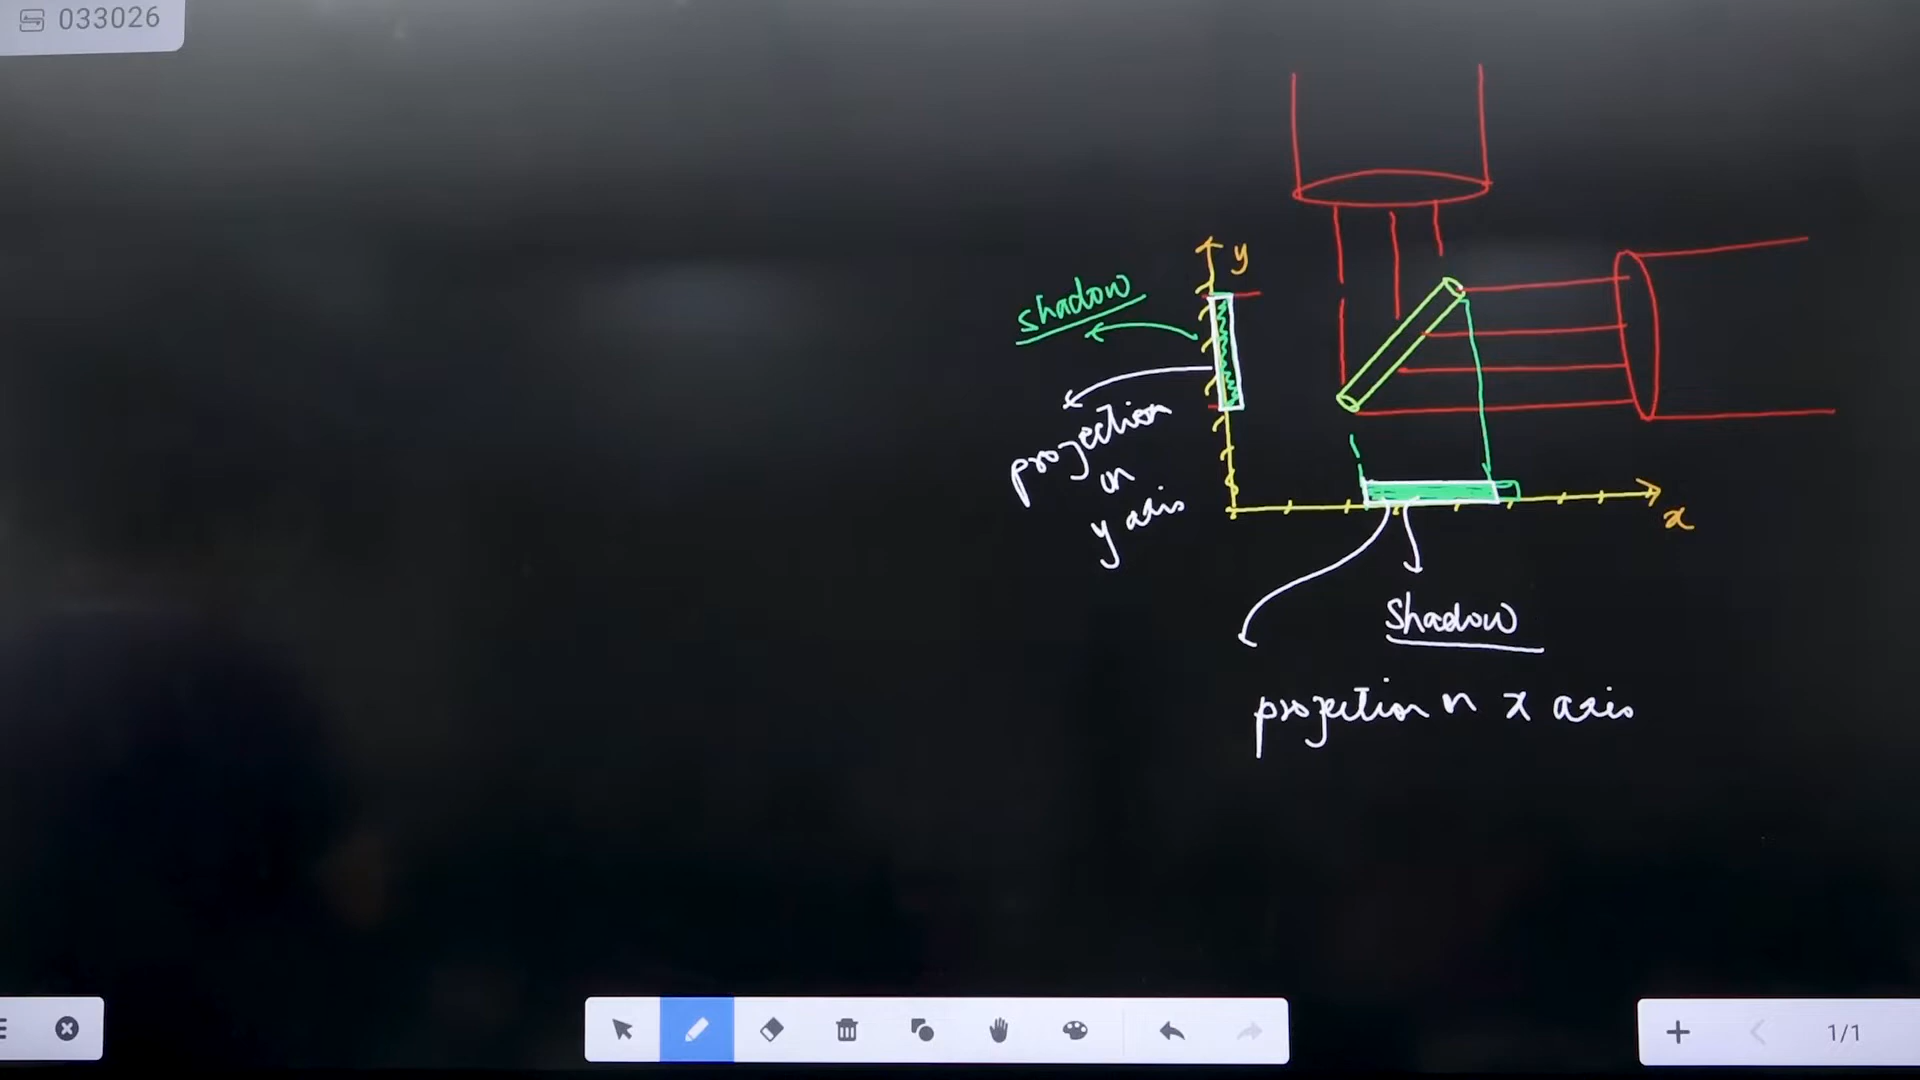 033026
y
shadow
projection
on
y axis
x
Shadow
projection on x axis
1/1